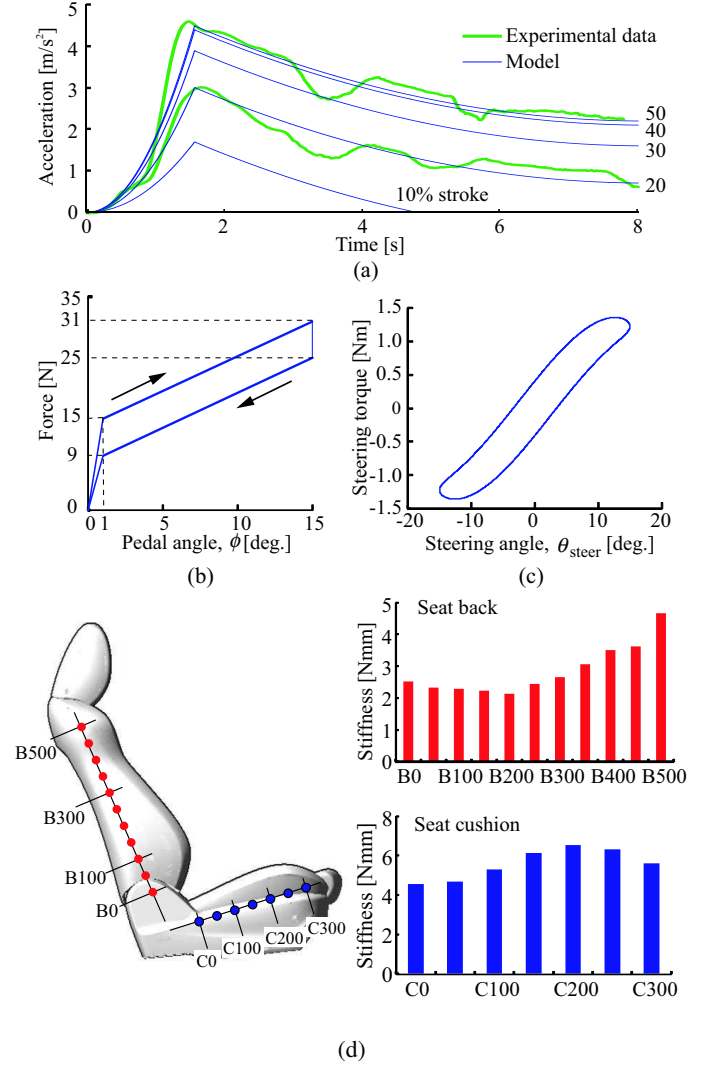 5
4
3
2
1
0
Acceleration [m/s²]
Experimental data
Model
50
40
30
20
10% stroke
0 2 4 6 8
Time [s]
(a)
35
31
25
15
9
0
Force [N]
0 1 5 10 15
Pedal angle, ϕ [deg.]
(b)
1.5
1.0
0.5
0
-0.5
-1.0
-1.5
Steering torque [Nm]
-20 -10 0 10 20
Steering angle, θsteer [deg.]
(c)
B500
B300
B100
B0
C0
C100
C200
C300
Seat back
5
4
3
2
1
0
Stiffness [Nmm]
B0 B100 B200 B300 B400 B500
Seat cushion
8
6
4
2
0
Stiffness [Nmm]
C0 C100 C200 C300
(d)